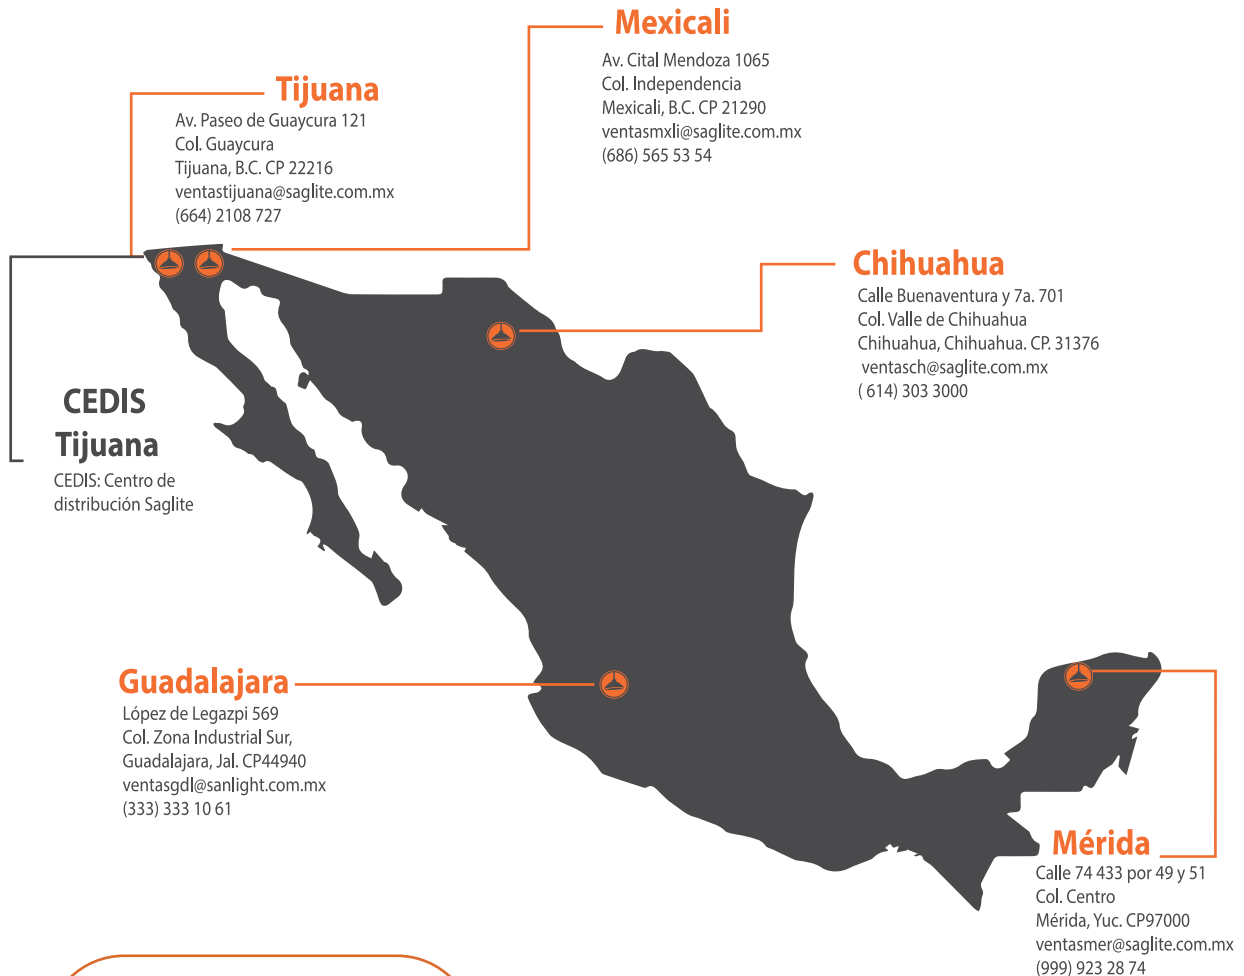 Mexicali
Av. Cital Mendoza 1065
Col. Independencia
Mexicali, B.C. CP 21290
ventasmxli@saglite.com.mx
(686) 565 53 54
Tijuana
Av. Paseo de Guaycura 121
Col. Guaycura
Tijuana, B.C. CP 22216
ventastijuana@saglite.com.mx
(664) 2108 727
Chihuahua
Calle Buenaventura y 7a. 701
Col. Valle de Chihuahua
Chihuahua, Chihuahua. CP. 31376
ventasch@saglite.com.mx
( 614) 303 3000
CEDIS
Tijuana
CEDIS: Centro de
distribución Saglite
Guadalajara
López de Legazpi 569
Col. Zona Industrial Sur,
Guadalajara, Jal. CP44940
ventasgdl@sanlight.com.mx
(333) 333 10 61
Mérida
Calle 74 433 por 49 y 51
Col. Centro
Mérida, Yuc. CP97000
ventasmer@saglite.com.mx
(999) 923 28 74